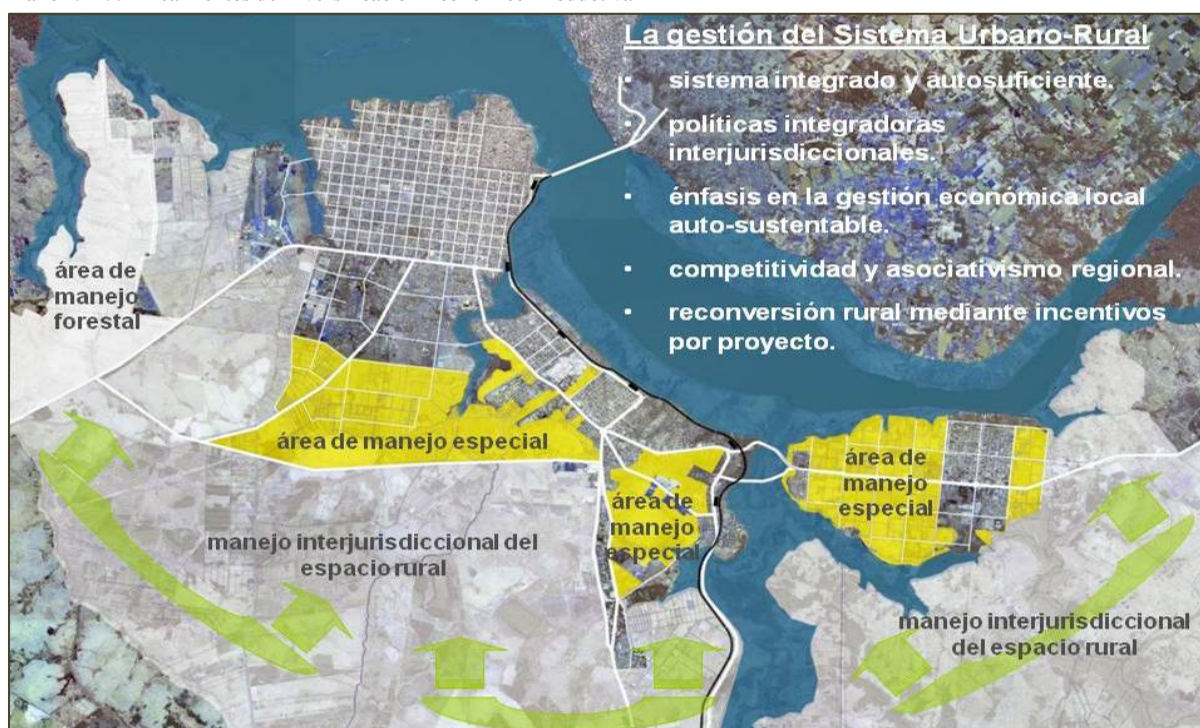 La gestión del Sistema Urbano-Rural
▪ sistema integrado y autosuficiente.
▪ políticas integradoras
interjurisdiccionales.
▪ énfasis en la gestión económica local
auto-sustentable.
▪ competitividad y asociativismo regional.
▪ reconversión rural mediante incentivos
por proyecto.
área de
manejo
forestal
área de manejo especial
área de
manejo
especial
área de
manejo
especial
manejo interjurisdiccional del
espacio rural
manejo interjurisdiccional
del espacio rural